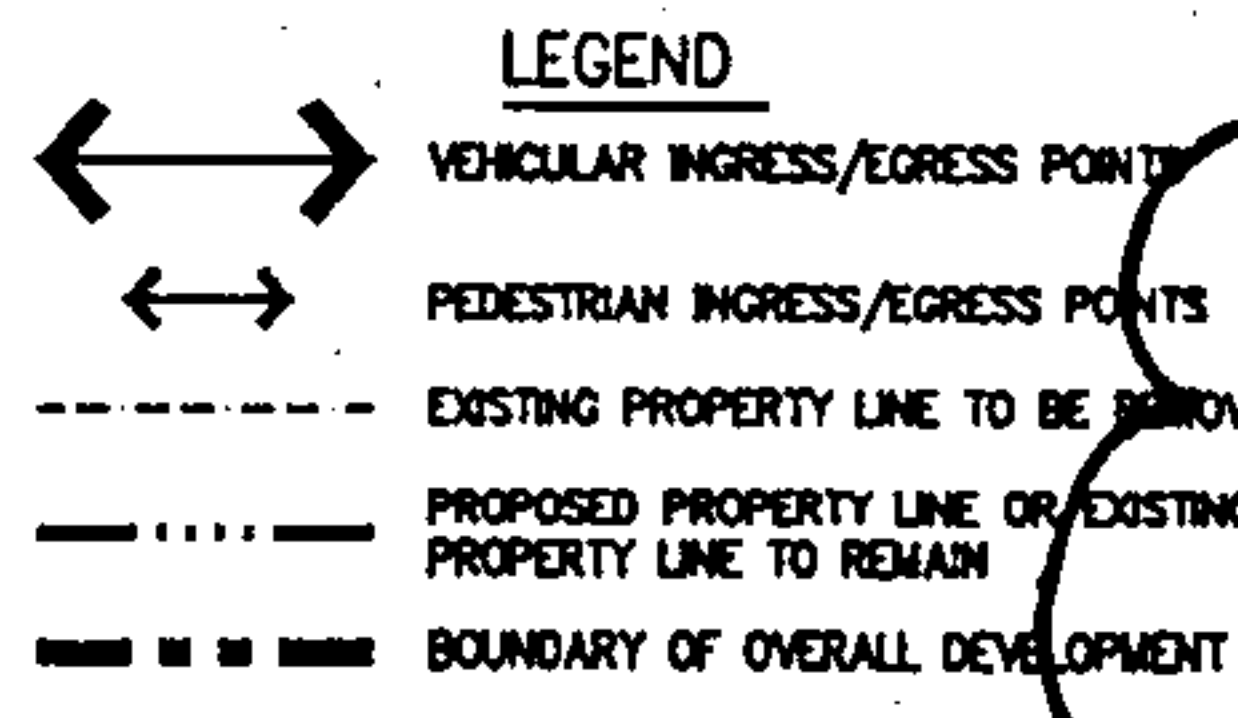 LEGEND
VEHICULAR INGRESS/EGRESS POINTS
PEDESTRIAN INGRESS/EGRESS POINTS
EXISTING PROPERTY LINE TO BE REMOV
PROPOSED PROPERTY LINE OR EXISTING
PROPERTY LINE TO REMAIN
BOUNDARY OF OVERALL DEVELOPMENT